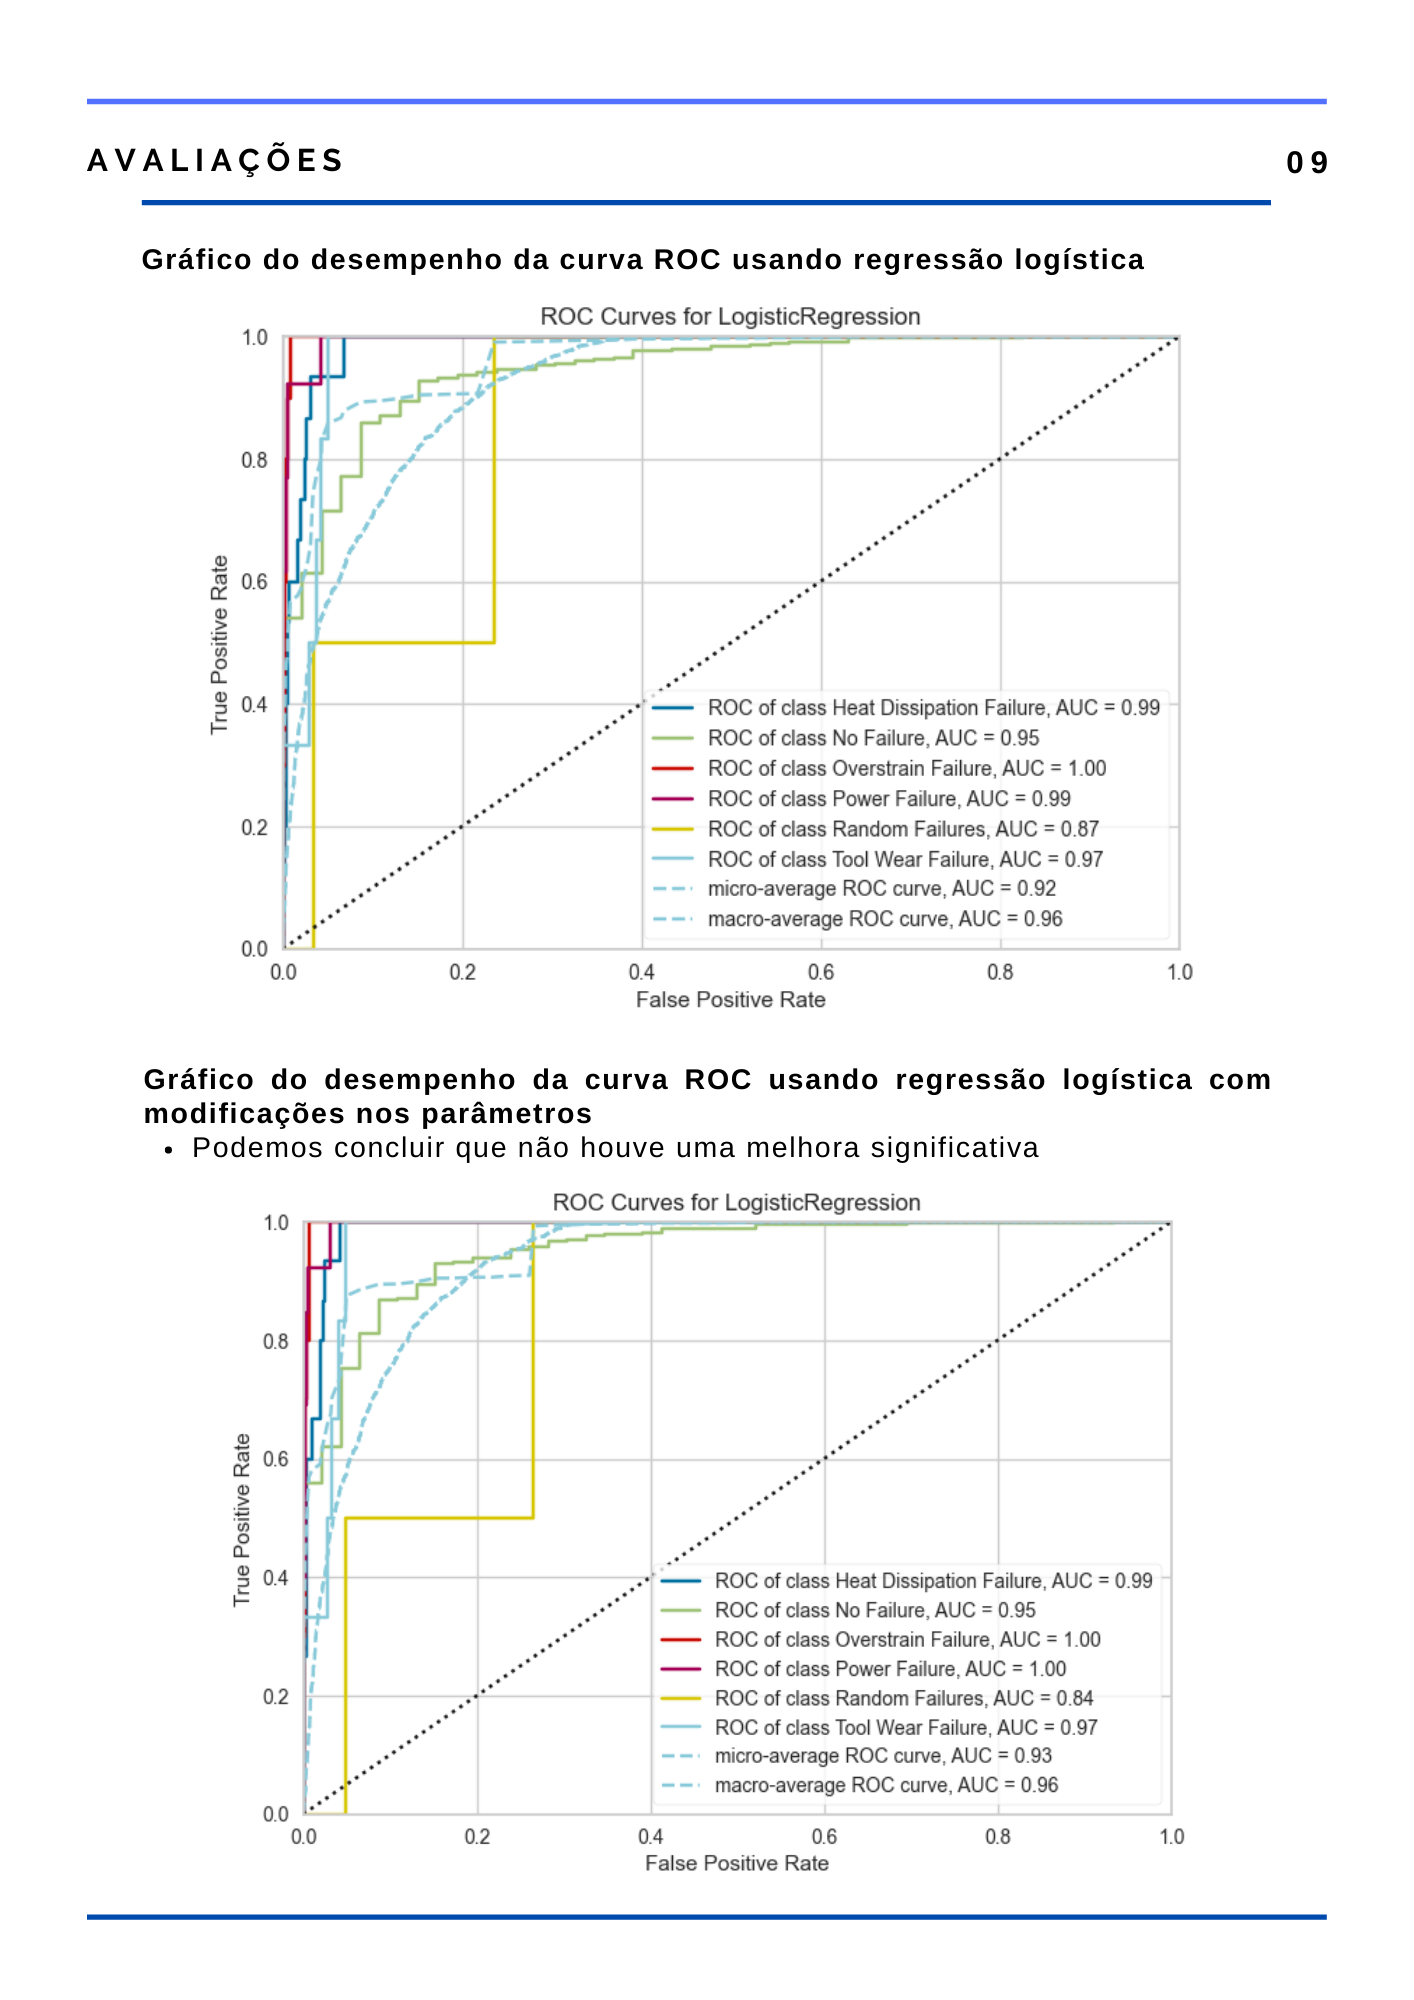 AVALIAÇÕES
09
Gráfico do desempenho da curva ROC usando regressão logística
ROC Curves for LogisticRegression
1.0
0.8
0.6
0.4
0.2
0.0
True Positive Rate
ROC of class Heat Dissipation Failure, AUC = 0.99
ROC of class No Failure, AUC = 0.95
ROC of class Overstrain Failure, AUC = 1.00
ROC of class Power Failure, AUC = 0.99
ROC of class Random Failures, AUC = 0.87
ROC of class Tool Wear Failure, AUC = 0.97
micro-average ROC curve, AUC = 0.92
macro-average ROC curve, AUC = 0.96
0.0 0.2 0.4 0.6 0.8 1.0
False Positive Rate
Gráfico do desempenho da curva ROC usando regressão logística com
modificações nos parâmetros
• Podemos concluir que não houve uma melhora significativa
ROC Curves for LogisticRegression
1.0
0.8
0.6
0.4
0.2
0.0
True Positive Rate
ROC of class Heat Dissipation Failure, AUC = 0.99
ROC of class No Failure, AUC = 0.95
ROC of class Overstrain Failure, AUC = 1.00
ROC of class Power Failure, AUC = 1.00
ROC of class Random Failures, AUC = 0.84
ROC of class Tool Wear Failure, AUC = 0.97
micro-average ROC curve, AUC = 0.93
macro-average ROC curve, AUC = 0.96
0.0 0.2 0.4 0.6 0.8 1.0
False Positive Rate